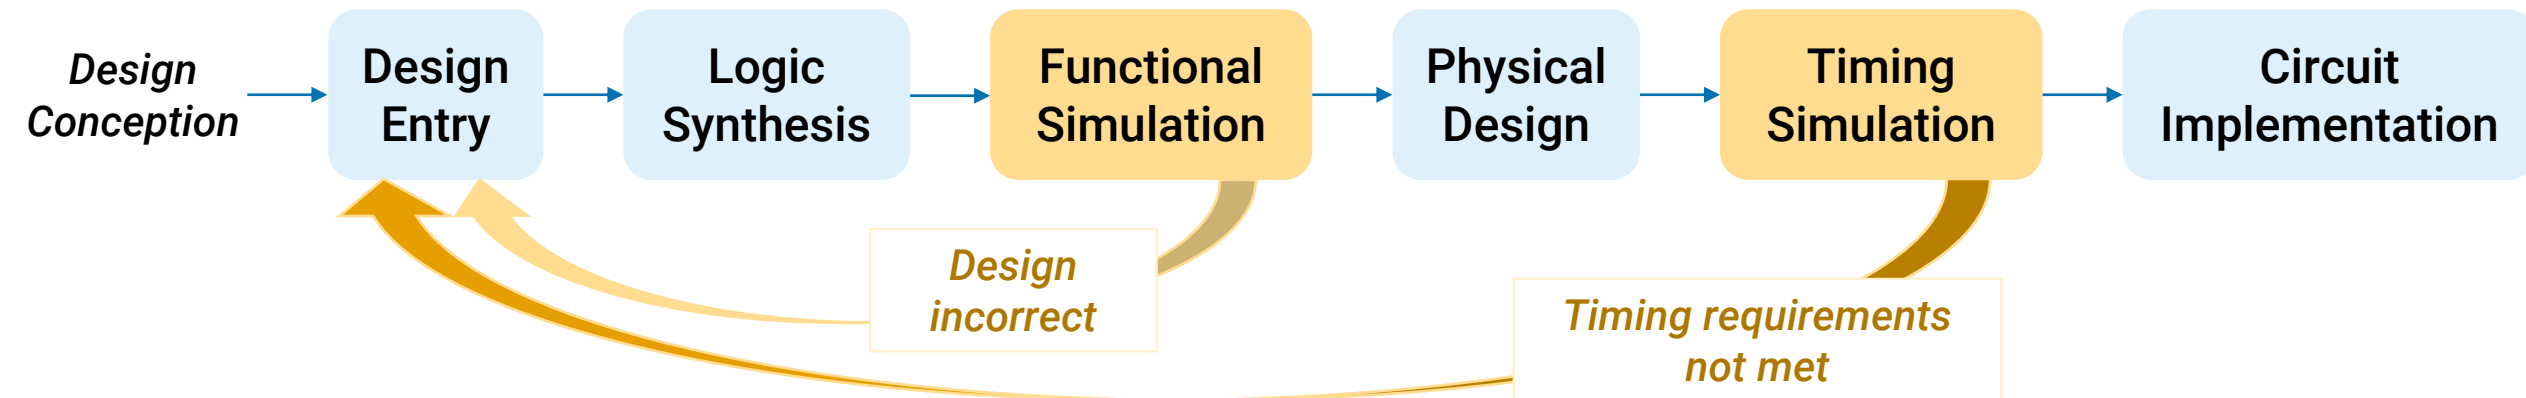 Design
Conception
Design
Entry
Logic
Synthesis
Functional
Simulation
Physical
Design
Timing
Simulation
Circuit
Implementation
Design
incorrect
Timing requirements
not met